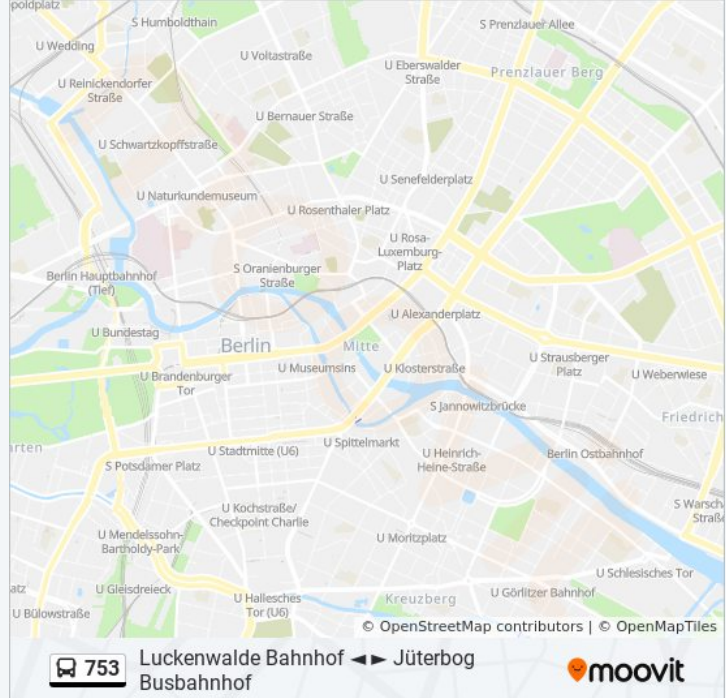 poldplatz
S Humboldthain
S Prenzlauer Allee
U Wedding
U Voltastraße
U Eberswalder
Straße
Prenzlauer Berg
U Reinickendorfer
Straße
U Bernauer Straße
U Schwartzkopffstraße
U Senefelderplatz
U Naturkundemuseum
U Rosenthaler Platz
U Rosa-
Luxemburg-
Platz
Berlin Hauptbahnhof
(Tief)
S Oranienburger
Straße
U Alexanderplatz
U Bundestag
Berlin
Mitte
U Strausberger
Platz
U Museumsins
U Klosterstraße
U Weberwiese
U Brandenburger
Tor
S Jannowitzbrücke
Friedrich
rten
U Stadtmitte (U6)
U Spittelmarkt
U Heinrich-
Heine-Straße
Berlin Ostbahnhof
S Potsdamer Platz
U Kochstraße/
Checkpoint Charlie
S Warsch
Straße
U Mendelssohn-
Bartholdy-Park
U Moritzplatz
U Schlesisches Tor
atz
U Gleisdreieck
U Hallesches
Tor (U6)
Kreuzberg
U Görlitzer Bahnhof
U Bülowstraße
© OpenStreetMap contributors | © OpenMapTiles
753
Luckenwalde Bahnhof ◄ ► Jüterbog
Busbahnhof
moovit